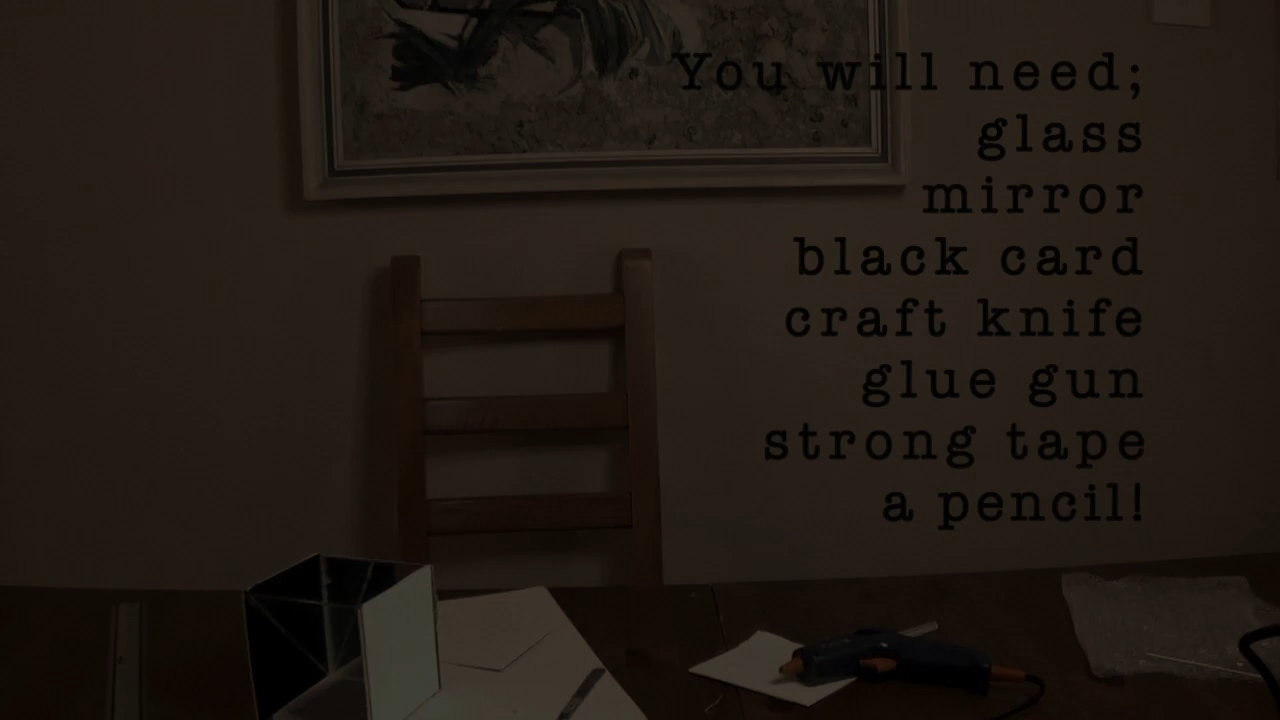 You will need;
glass
mirror
black card
craft knife
glue gun
strong tape
a pencil!